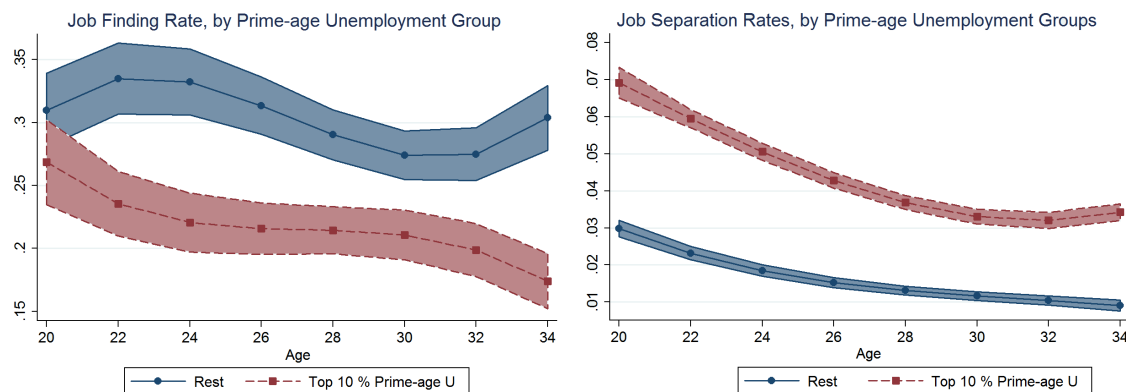 Job Finding Rate, by Prime-age Unemployment Group
.35
.3
.25
.2
.15
20 22 24 26 28 30 32 34
Age
Rest Top 10 % Prime-age U
Job Separation Rates, by Prime-age Unemployment Groups
.08
.07
.06
.05
.04
.03
.02
.01
20 22 24 26 28 30 32 34
Age
Rest Top 10 % Prime-age U